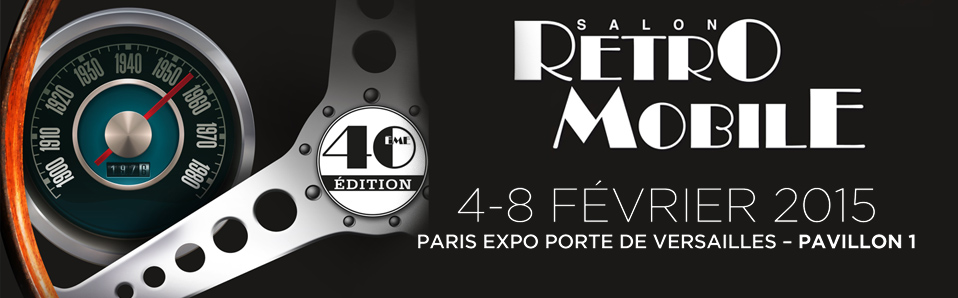 1900 1910 1920 1930 1940 1950 1960 1970 1980
40
EME
ÉDITION
SALON
RETRO
MOBILE
4-8 FÉVRIER 2015
PARIS EXPO PORTE DE VERSAILLES – PAVILLON 1